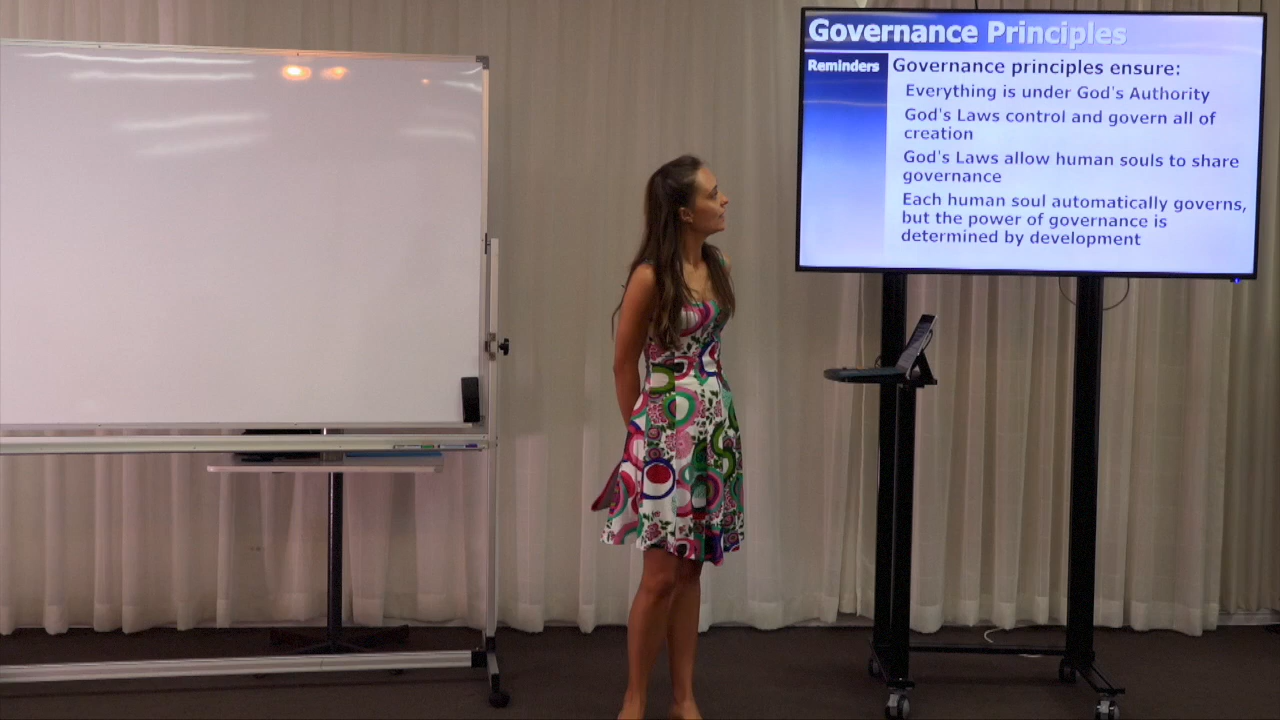 Governance Principles
Reminders
Governance principles ensure:
Everything is under God's Authority
God's Laws control and govern all of
creation
God's Laws allow human souls to share
governance
Each human soul automatically governs,
but the power of governance is
determined by development